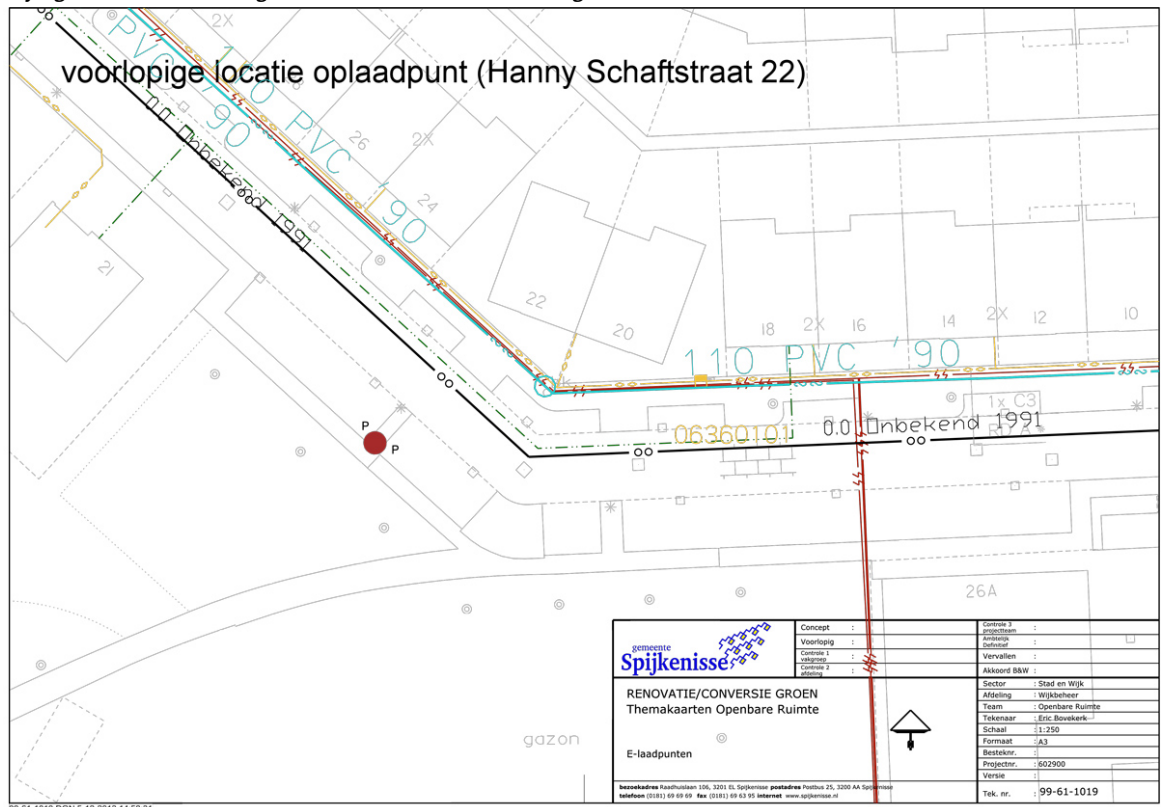 voorlopige locatie oplaadpunt (Hanny Schaftstraat 22)
2X
110 PVC '90
PVC '90
26
2X
24
0.0 Onbekend 1991
21
22
20
18
2X
16
14
2X
12
10
110 PVC '90
1x C3
06360101
0.0 Onbekend 1991
P
P
26A
gazon
gemeente
Spijkenisse
Concept :
Voorlopig :
Controle 1 vakgroep :
Controle 2 afdeling :
Controle 3 projectteam :
Ambtelijk Definitief :
Vervallen :
Akkoord B&W :
RENOVATIE/CONVERSIE GROEN
Themakaarten Openbare Ruimte
E-laadpunten
Sector : Stad en Wijk
Afdeling : Wijkbeheer
Team : Openbare Ruimte
Tekenaar : Eric Bovekerk
Schaal : 1:250
Formaat : A3
Besteknr. :
Projectnr. : 602900
Versie :
Tek. nr. : 99-61-1019
bezoekadres Raadhuislaan 106, 3201 EL Spijkenisse postadres Postbus 25, 3200 AA Spijkenisse
telefoon (0181) 69 69 69 fax (0181) 69 63 95 internet www.spijkenisse.nl